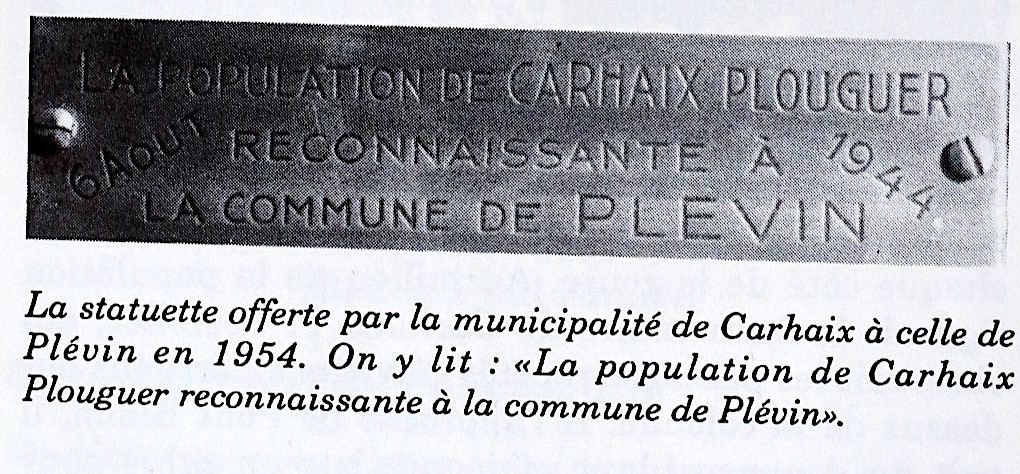 LA POPULATION DE CARHAIX PLOUGUER
6 AOUT RECONNAISSANTE À 1944
LA COMMUNE DE PLEVIN
La statuette offerte par la municipalité de Carhaix à celle de
Plévin en 1954. On y lit : «La population de Carhaix
Plouguer reconnaissante à la commune de Plévin».